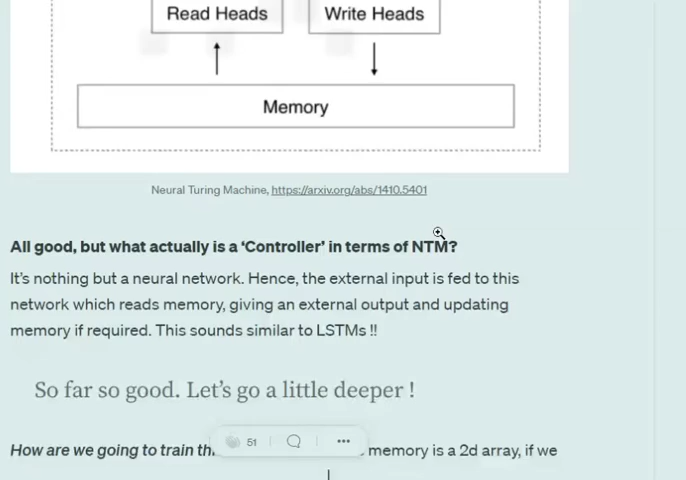 Read Heads
Write Heads
Memory
Neural Turing Machine, https://arxiv.org/abs/1410.5401
All good, but what actually is a ‘Controller’ in terms of NTM?
It’s nothing but a neural network. Hence, the external input is fed to this
network which reads memory, giving an external output and updating
memory if required. This sounds similar to LSTMs !!
So far so good. Let’s go a little deeper !
51
How are we going to train memory is a 2d array, if we